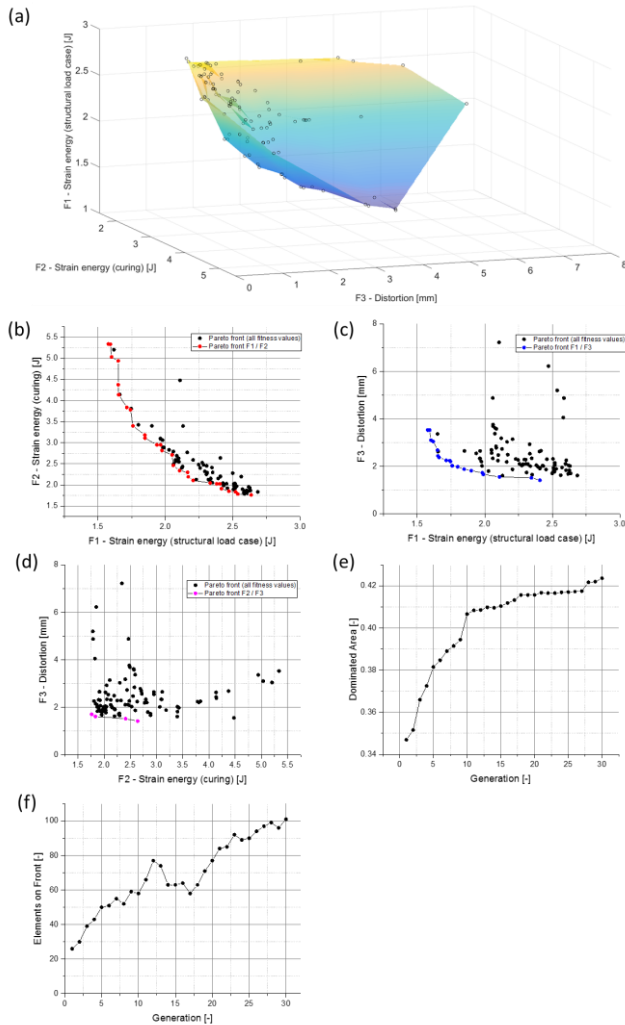 (a)
3
2.5
2
1.5
1
F1 - Strain energy (structural load case) [J]
2
3
4
5
F2 - Strain energy (curing) [J]
0
1
2
3
4
5
6
7
8
F3 - Distortion [mm]
(b)
5.5
5.0
4.5
4.0
3.5
3.0
2.5
2.0
1.5
F2 - Strain energy (curing) [J]
Pareto front (all fitness values)
Pareto front F1 / F2
1.5
2.0
2.5
3.0
F1 - Strain energy (structural load case) [J]
(c)
8
6
4
2
0
F3 - Distortion [mm]
Pareto front (all fitness values)
Pareto front F1 / F3
1.5
2.0
2.5
3.0
F1 - Strain energy (structural load case) [J]
(d)
8
6
4
2
0
F3 - Distortion [mm]
Pareto front (all fitness values)
Pareto front F2 / F3
1.5 2.0 2.5 3.0 3.5 4.0 4.5 5.0 5.5
F2 - Strain energy (curing) [J]
(e)
0.42
0.40
0.38
0.36
0.34
Dominated Area [-]
0 5 10 15 20 25 30
Generation [-]
(f)
100
80
60
40
20
0
Elements on Front [-]
0 5 10 15 20 25 30
Generation [-]